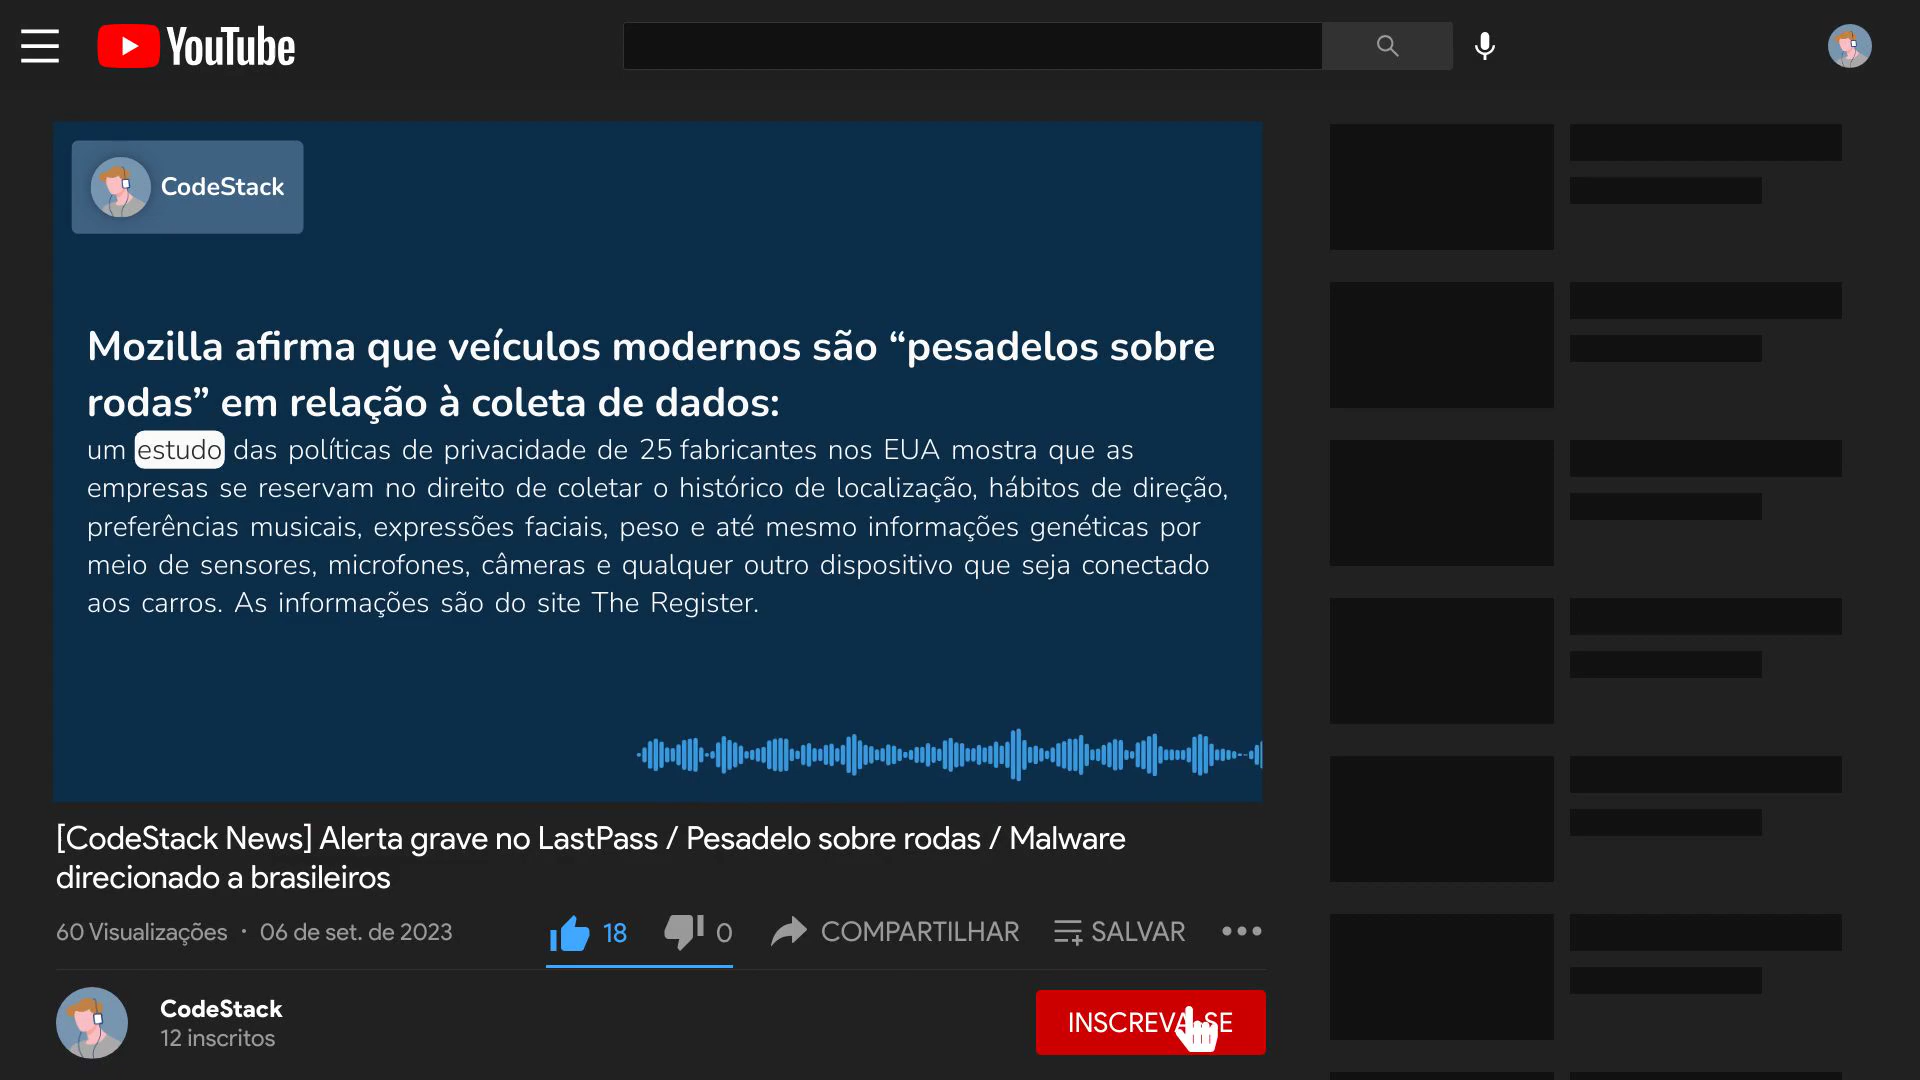 YouTube
CodeStack
Mozilla afirma que veículos modernos são “pesadelos sobre
rodas” em relação à coleta de dados:
um estudo das políticas de privacidade de 25 fabricantes nos EUA mostra que as
empresas se reservam no direito de coletar o histórico de localização, hábitos de direção,
preferências musicais, expressões faciais, peso e até mesmo informações genéticas por
meio de sensores, microfones, câmeras e qualquer outro dispositivo que seja conectado
aos carros. As informações são do site The Register.
[CodeStack News] Alerta grave no LastPass / Pesadelo sobre rodas / Malware
direcionado a brasileiros
60 Visualizações · 06 de set. de 2023
18
0
COMPARTILHAR
SALVAR
CodeStack
12 inscritos
INSCREVA-SE